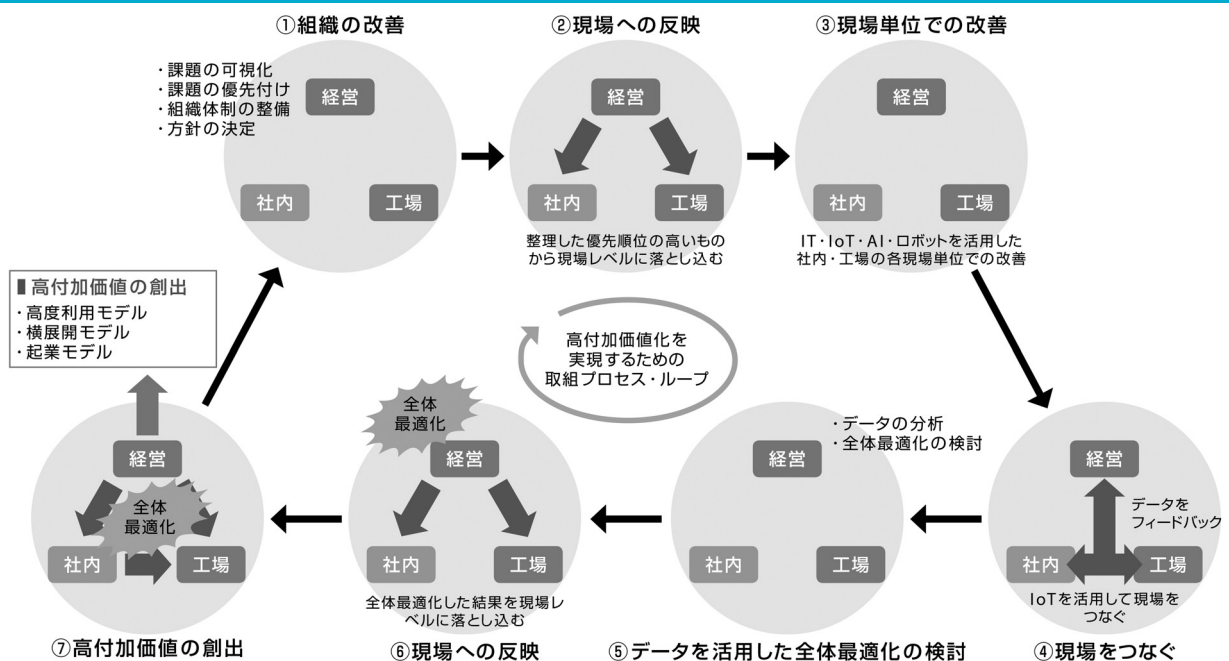 ①組織の改善
・課題の可視化
・課題の優先付け
・組織体制の整備
・方針の決定
経営
社内
工場
②現場への反映
経営
社内
工場
整理した優先順位の高いもの
から現場レベルに落とし込む
③現場単位での改善
経営
社内
工場
IT・IoT・AI・ロボットを活用した
社内・工場の各現場単位での改善
高付加価値化を
実現するための
取組プロセス・ループ
経営
データを
フィードバック
社内
工場
IoTを活用して現場を
つなぐ
④現場をつなぐ
・データの分析
・全体最適化の検討
経営
社内
工場
⑤データを活用した全体最適化の検討
全体
最適化
経営
社内
工場
全体最適化した結果を現場レ
ベルに落とし込む
⑥現場への反映
■高付加価値の創出
・高度利用モデル
・横展開モデル
・起業モデル
経営
全体
最適化
社内
工場
⑦高付加価値の創出